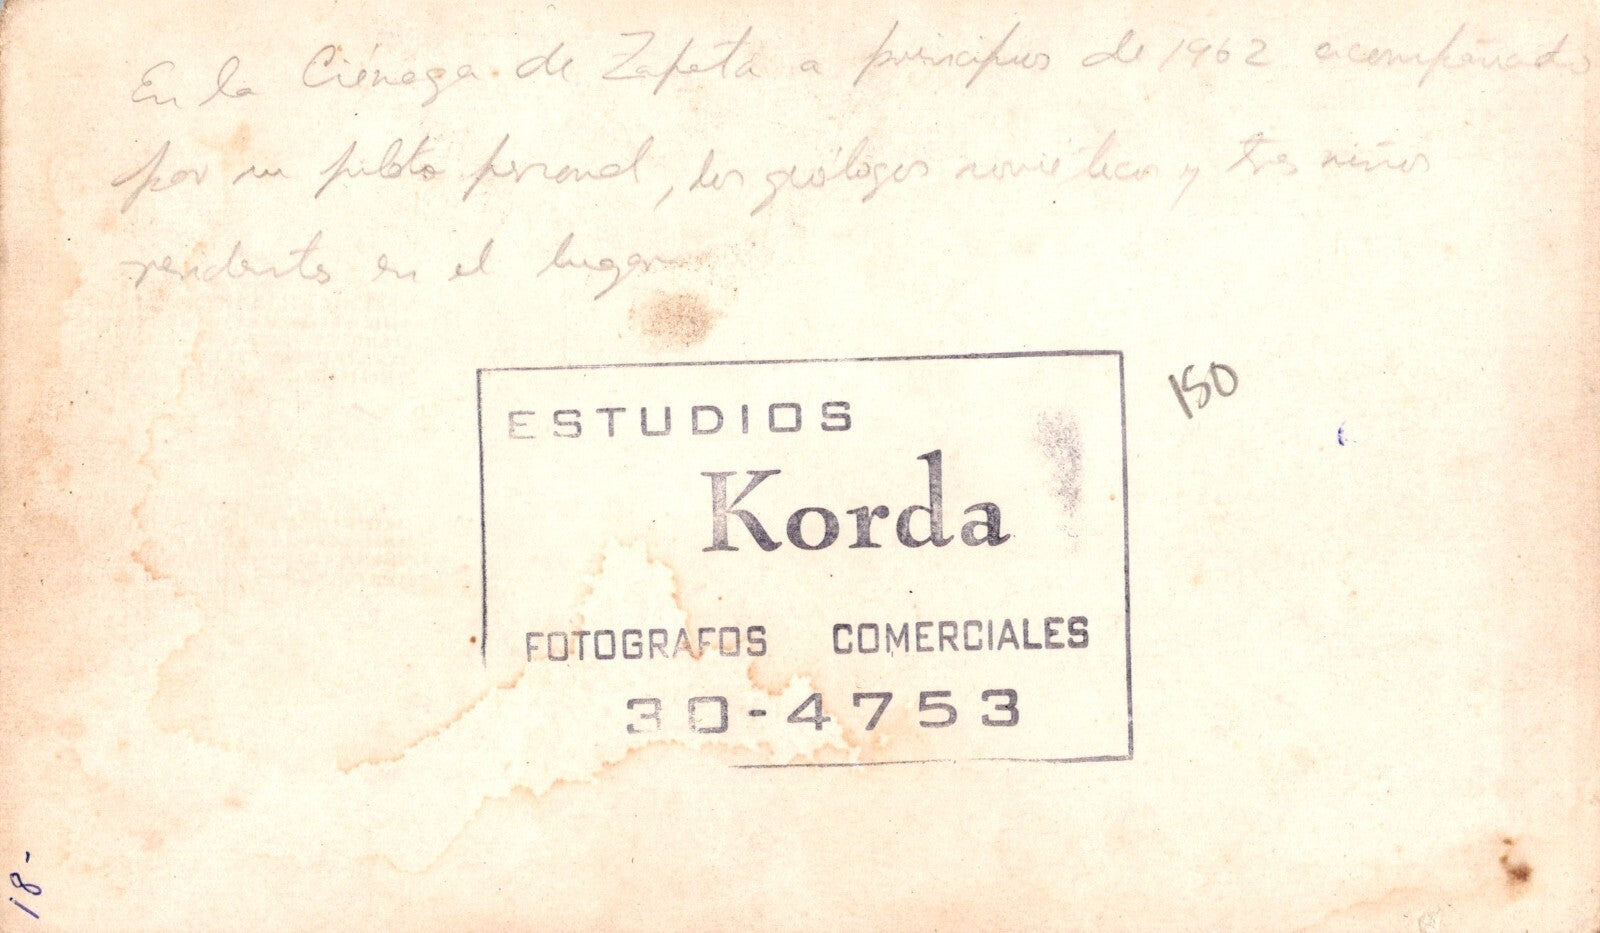 En la Ciénaga de Zapata a principios de 1962 acompañado
por su piloto personal, dos geólogos soviéticos y tres niños
residentes en el lugar
150
ESTUDIOS
Korda
FOTOGRAFOS COMERCIALES
30-4753
18-